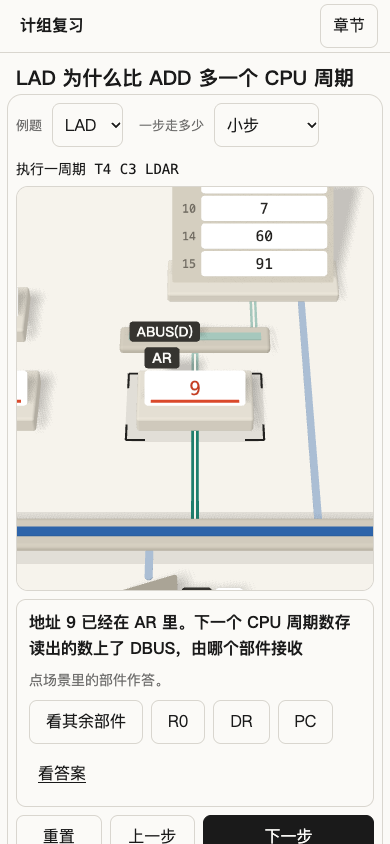 计组复习
章节
LAD 为什么比 ADD 多一个 CPU 周期
例题
LAD
一步走多少
小步
执行一周期 T4 C3 LDAR
10 7
14 60
15 91
ABUS(D)
AR
9
地址 9 已经在 AR 里。下一个 CPU 周期数存
读出的数上了 DBUS，由哪个部件接收
点场景里的部件作答。
看其余部件
R0
DR
PC
看答案
重置
上一步
下一步